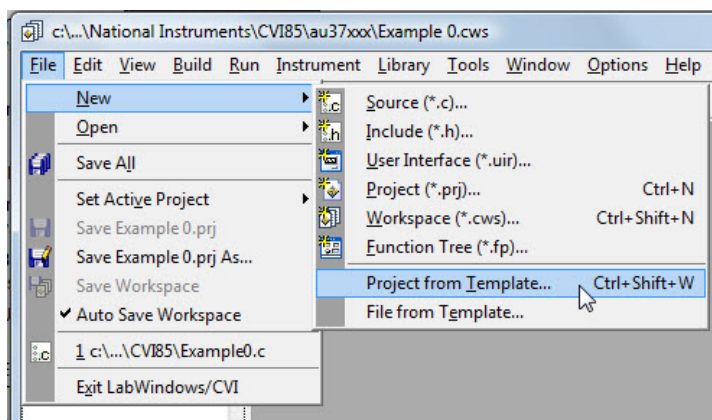 c:\...\National Instruments\CVI85\au37xxx\Example 0.cws
File Edit View Build Run Instrument Library Tools Window Options Help
New
Open
Save All
Set Active Project
Save Example 0.prj
Save Example 0.prj As...
Save Workspace
Auto Save Workspace
1 c:\...\CVI85\Example0.c
Exit LabWindows/CVI
Source (*.c)...
Include (*.h)...
User Interface (*.uir)...
Project (*.prj)... Ctrl+N
Workspace (*.cws)... Ctrl+Shift+N
Function Tree (*.fp)...
Project from Template... Ctrl+Shift+W
File from Template...